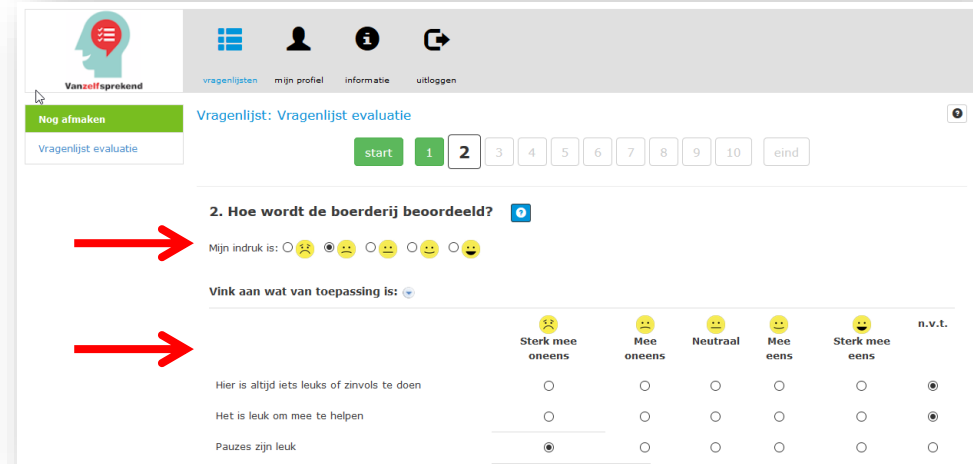 Vanzelfsprekend
vragenlijsten mijn profiel informatie uitloggen
Nog afmaken
Vragenlijst evaluatie
Vragenlijst: Vragenlijst evaluatie
start 1 2 3 4 5 6 7 8 9 10 eind
2. Hoe wordt de boerderij beoordeeld?
Mijn indruk is:
Vink aan wat van toepassing is:
Sterk mee oneens
Mee oneens
Neutraal
Mee eens
Sterk mee eens
n.v.t.
Hier is altijd iets leuks of zinvols te doen
Het is leuk om mee te helpen
Pauzes zijn leuk